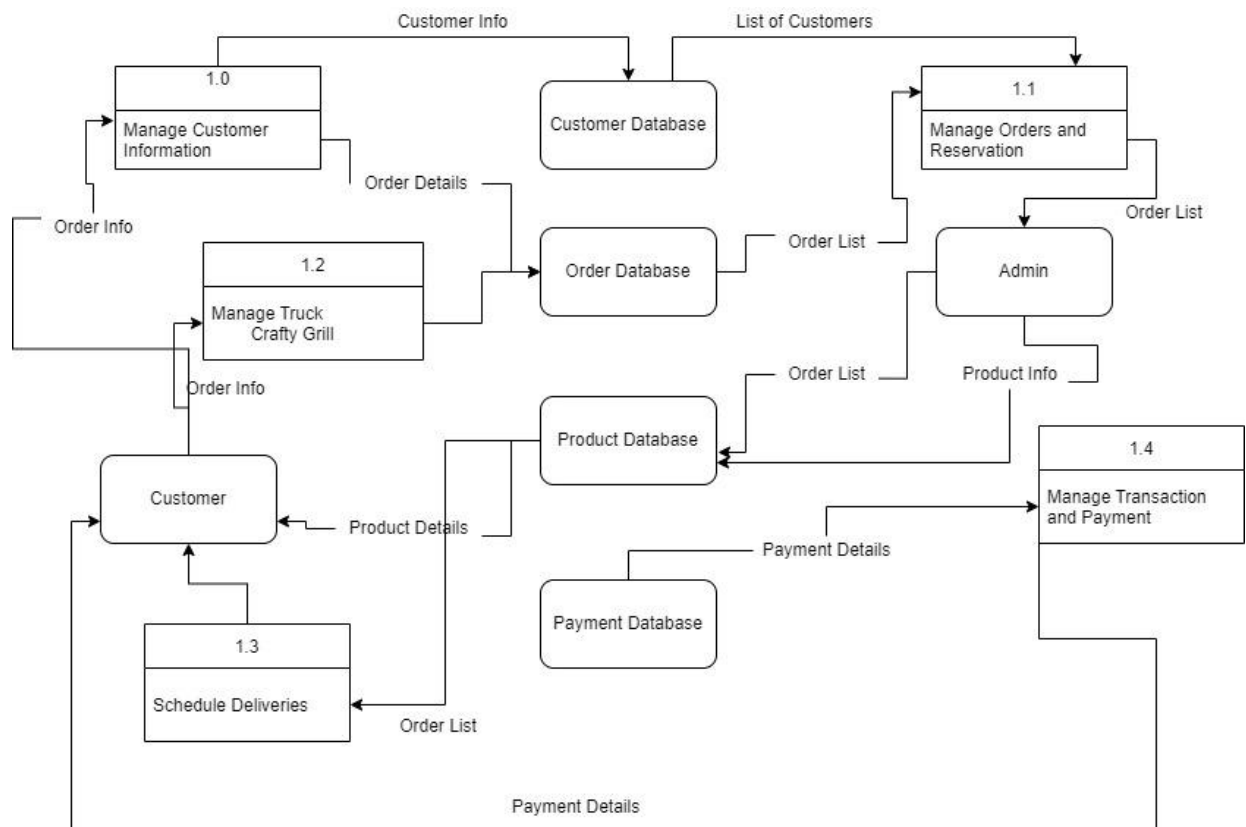 Customer Info
List of Customers
1.0
Manage Customer
Information
Customer Database
1.1
Manage Orders and
Reservation
Order Details
Order Info
Order List
Order List
1.2
Manage Truck
Crafty Grill
Order Database
Admin
Order Info
Order List
Product Info
Product Database
1.4
Manage Transaction
and Payment
Customer
Product Details
Payment Details
Payment Database
1.3
Schedule Deliveries
Order List
Payment Details